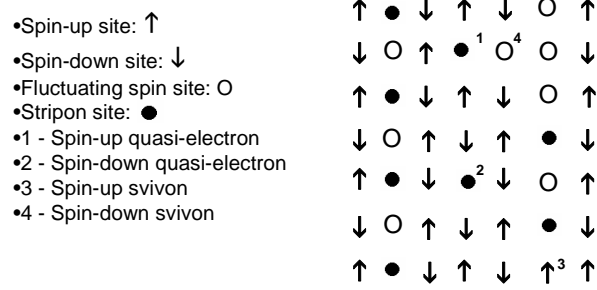 •Spin-up site: ↑
•Spin-down site: ↓
•Fluctuating spin site: O
•Stripon site: ●
•1 - Spin-up quasi-electron
•2 - Spin-down quasi-electron
•3 - Spin-up svivon
•4 - Spin-down svivon
↑ ● ↓ ↑ ↓ O ↑
↓ O ↑ ●1 O4 O ↓
↑ ● ↓ ↑ ↓ O ↑
↓ O ↑ ↓ ↑ ● ↓
↑ ● ↓ ●2 ↓ O ↑
↓ O ↑ ↓ ↑ ● ↓
↑ ● ↓ ↑ ↓ ↑3 ↑